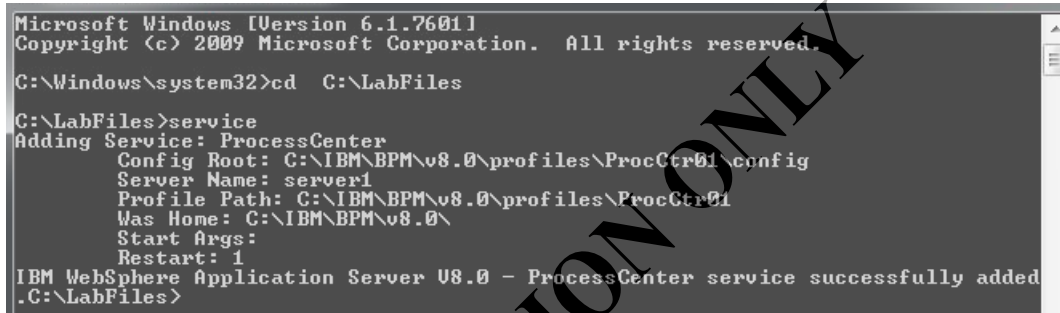 Microsoft Windows [Version 6.1.7601]
Copyright (c) 2009 Microsoft Corporation.  All rights reserved.
C:\Windows\system32>cd  C:\LabFiles
C:\LabFiles>service
Adding Service: ProcessCenter
Config Root: C:\IBM\BPM\v8.0\profiles\ProcCtr01\config
Server Name: server1
Profile Path: C:\IBM\BPM\v8.0\profiles\ProcCtr01
Was Home: C:\IBM\BPM\v8.0\
Start Args:
Restart: 1
IBM WebSphere Application Server V8.0 - ProcessCenter service successfully added
.C:\LabFiles>
ION ONLY